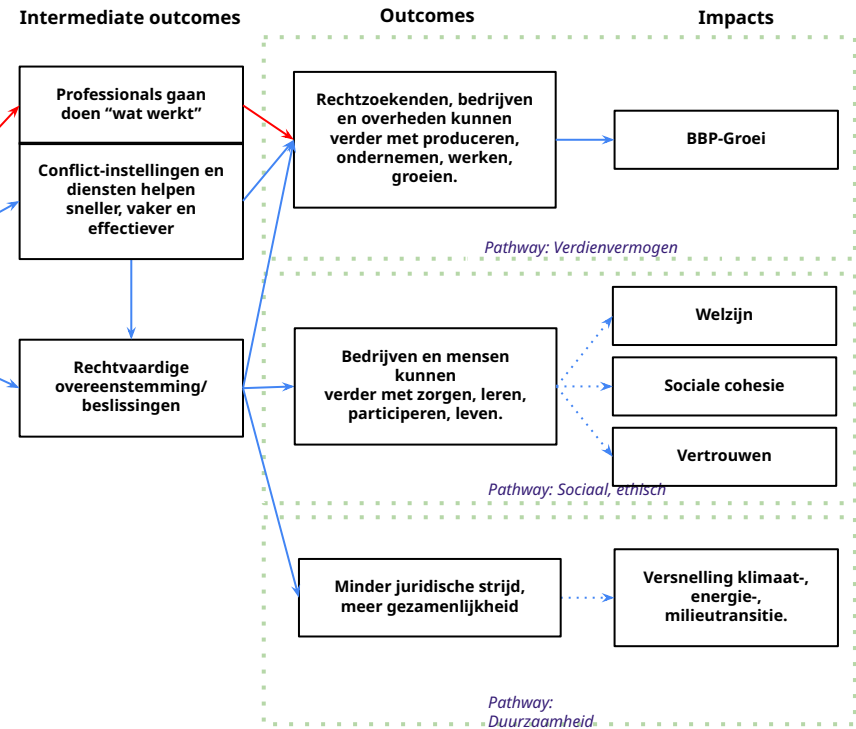 Intermediate outcomes
Outcomes
Impacts
Professionals gaan
doen “wat werkt”
Conflict-instellingen en
diensten helpen
sneller, vaker en
effectiever
Rechtvaardige
overeenstemming/
beslissingen
Rechtzoekenden, bedrijven
en overheden kunnen
verder met produceren,
ondernemen, werken,
groeien.
BBP-Groei
Pathway: Verdienvermogen
Bedrijven en mensen
kunnen
verder met zorgen, leren,
participeren, leven.
Welzijn
Sociale cohesie
Vertrouwen
Pathway: Sociaal, ethisch
Minder juridische strijd,
meer gezamenlijkheid
Versnelling klimaat-,
energie-,
milieutransitie.
Pathway:
Duurzaamheid